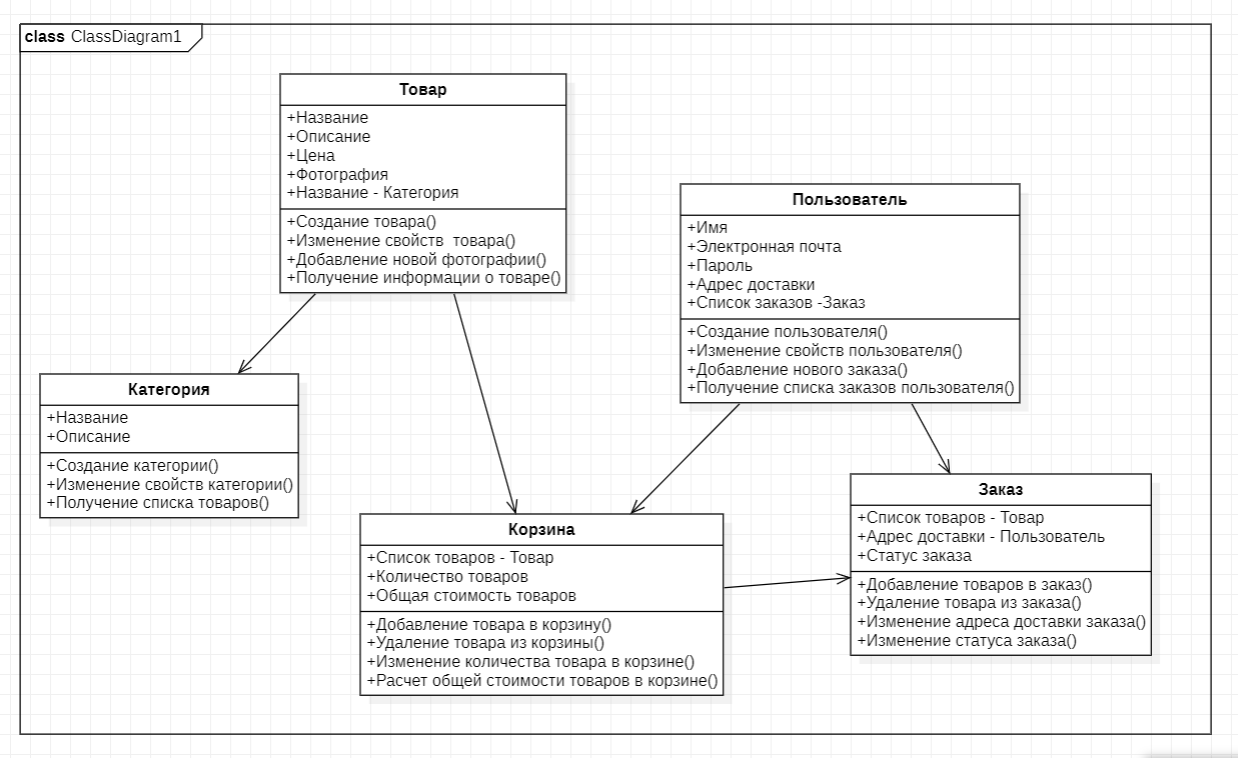 class ClassDiagram1
Товар
+Название
+Описание
+Цена
+Фотография
+Название - Категория
+Создание товара()
+Изменение свойств  товара()
+Добавление новой фотографии()
+Получение информации о товаре()
Пользователь
+Имя
+Электронная почта
+Пароль
+Адрес доставки
+Список заказов -Заказ
+Создание пользователя()
+Изменение свойств пользователя()
+Добавление нового заказа()
+Получение списка заказов пользователя()
Категория
+Название
+Описание
+Создание категории()
+Изменение свойств категории()
+Получение списка товаров()
Корзина
+Список товаров - Товар
+Количество товаров
+Общая стоимость товаров
+Добавление товара в корзину()
+Удаление товара из корзины()
+Изменение количества товара в корзине()
+Расчет общей стоимости товаров в корзине()
Заказ
+Список товаров - Товар
+Адрес доставки - Пользователь
+Статус заказа
+Добавление товаров в заказ()
+Удаление товара из заказа()
+Изменение адреса доставки заказа()
+Изменение статуса заказа()